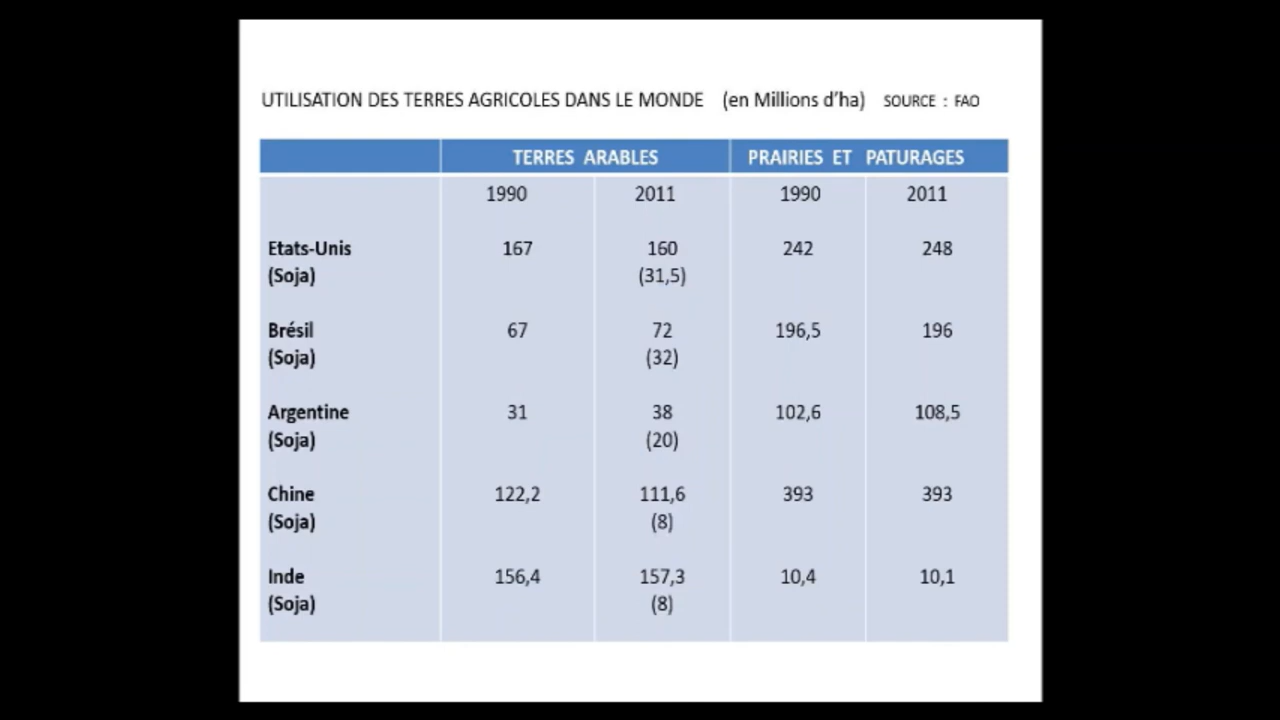 UTILISATION DES TERRES AGRICOLES DANS LE MONDE (en Millions d'ha) SOURCE : FAO
TERRES ARABLES PRAIRIES ET PATURAGES
1990 2011 1990 2011
Etats-Unis 167 160 242 248
(Soja) (31,5)
Brésil 67 72 196,5 196
(Soja) (32)
Argentine 31 38 102,6 108,5
(Soja) (20)
Chine 122,2 111,6 393 393
(Soja) (8)
Inde 156,4 157,3 10,4 10,1
(Soja) (8)